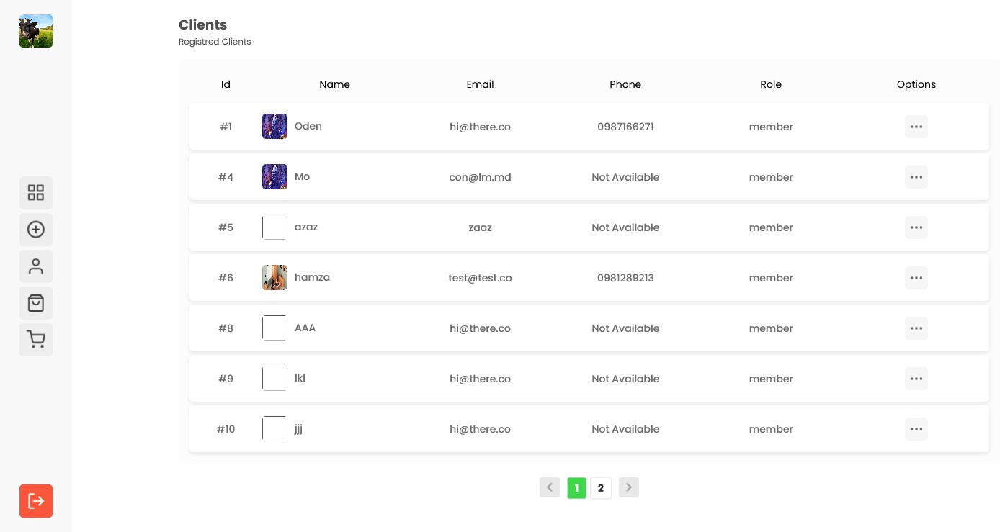 Clients
Registred Clients
Id Name Email Phone Role Options
#1 Oden hi@there.co 0987166271 member
#4 Mo con@lm.md Not Available member
#5 azaz zaaz Not Available member
#6 hamza test@test.co 0981289213 member
#8 AAA hi@there.co Not Available member
#9 lkl hi@there.co Not Available member
#10 jjj hi@there.co Not Available member
1 2